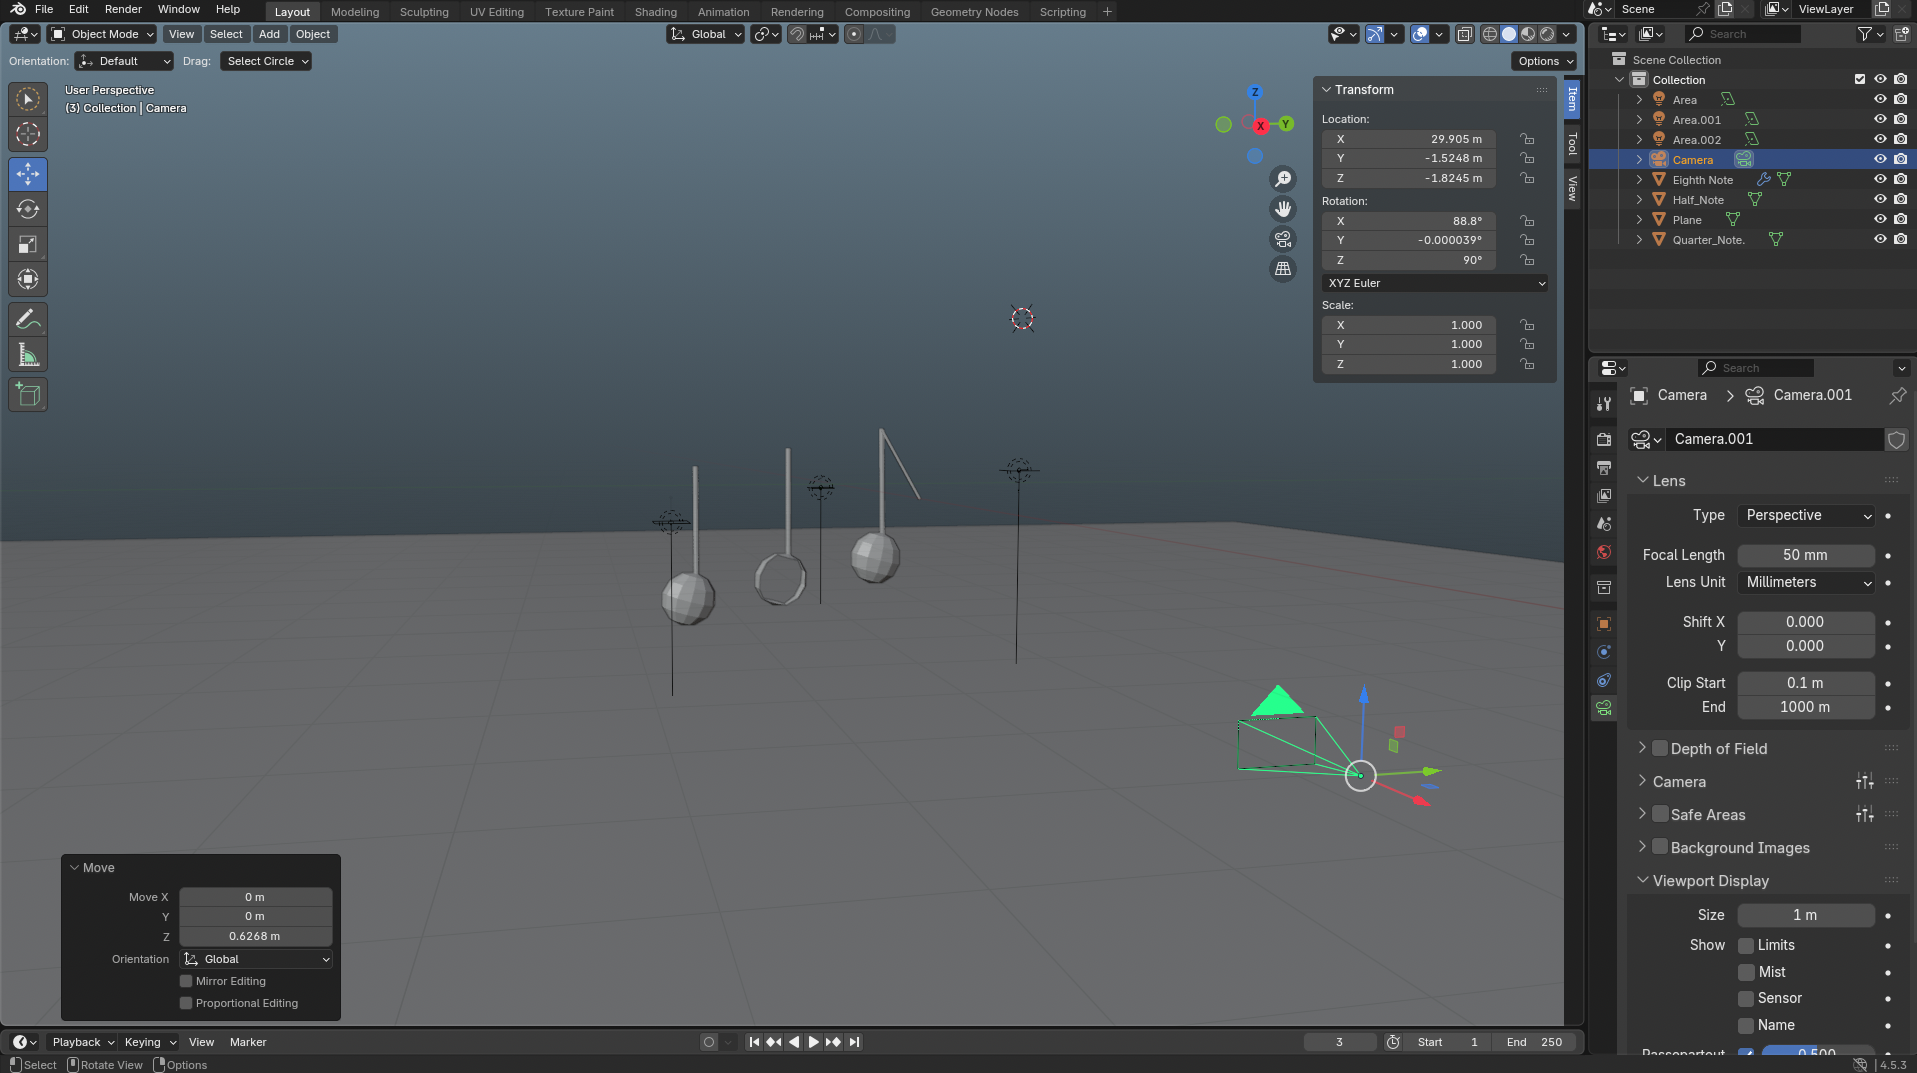 File Edit Render Window Help Layout Modeling Sculpting UV Editing Texture Paint Shading Animation Rendering Compositing Geometry Nodes Scripting + Scene ViewLayer
Object Mode View Select Add Object Global Search
Orientation: Default Drag: Select Circle Options
User Perspective
(3) Collection | Camera
Z
X
Y
Transform
Location:
X 29.905 m
Y -1.5248 m
Z -1.8245 m
Rotation:
X 88.8°
Y -0.000039°
Z 90°
XYZ Euler
Scale:
X 1.000
Y 1.000
Z 1.000
Item
Tool
View
Scene Collection
Collection
Area
Area.001
Area.002
Camera
Eighth Note
Half_Note
Plane
Quarter_Note.
Search
Camera Camera.001
Camera.001
Lens
Type Perspective
Focal Length 50 mm
Lens Unit Millimeters
Shift X 0.000
Y 0.000
Clip Start 0.1 m
End 1000 m
Depth of Field
Camera
Safe Areas
Background Images
Viewport Display
Size 1 m
Show Limits
Mist
Sensor
Name
Passepartout 0.500
Move
Move X 0 m
Y 0 m
Z 0.6268 m
Orientation Global
Mirror Editing
Proportional Editing
Playback Keying View Marker 3 Start 1 End 250
Select Rotate View Options 4.5.3